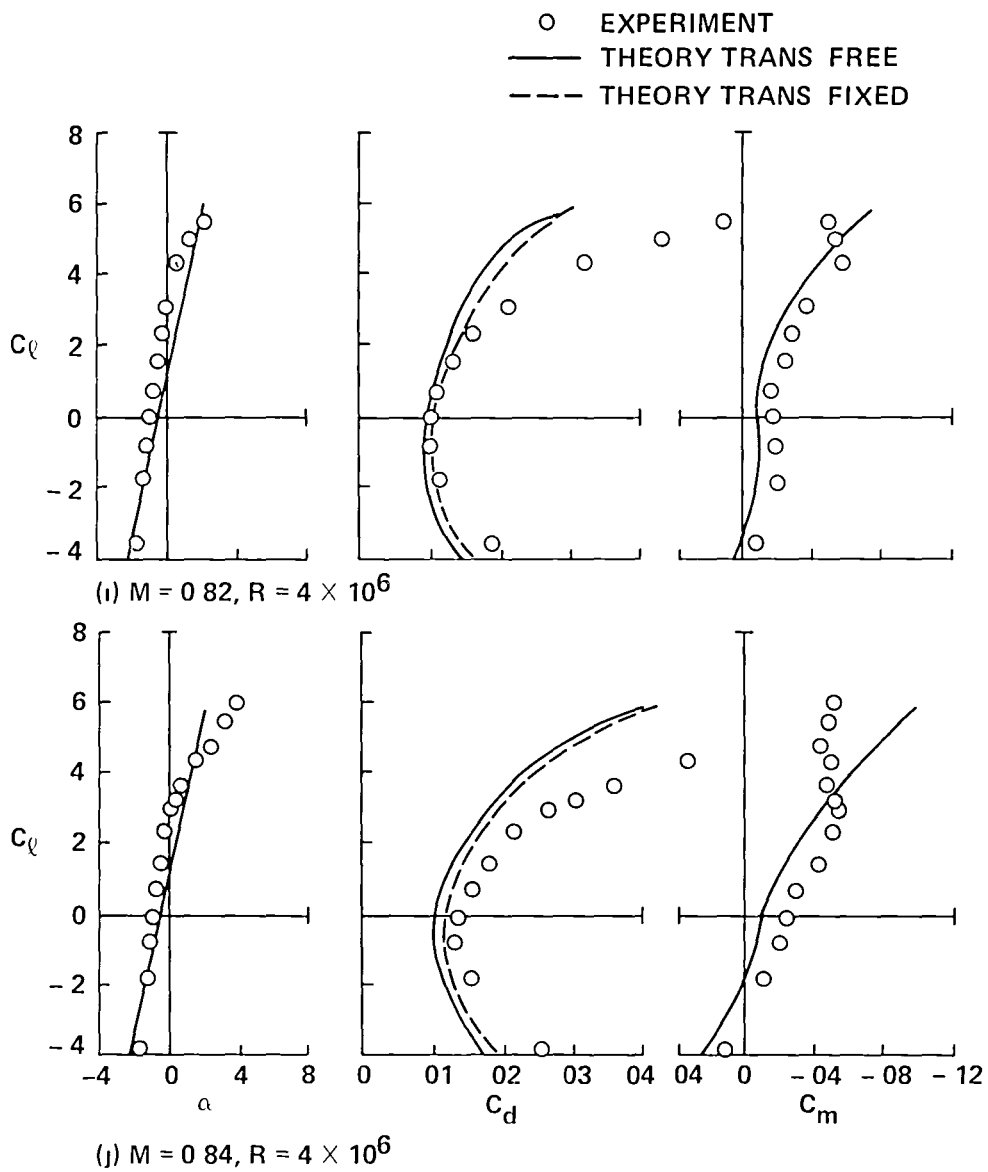 EXPERIMENT
THEORY TRANS FREE
THEORY TRANS FIXED
8
6
4
2
0
-2
-4
Cℓ
(ı) M = 0 82, R = 4 × 10⁶
8
6
4
2
0
-2
-4
Cℓ
-4 0 4 8
α
0 01 02 03 04
Cd
04 0 -04 -08 -12
Cm
(ȷ) M = 0 84, R = 4 × 10⁶